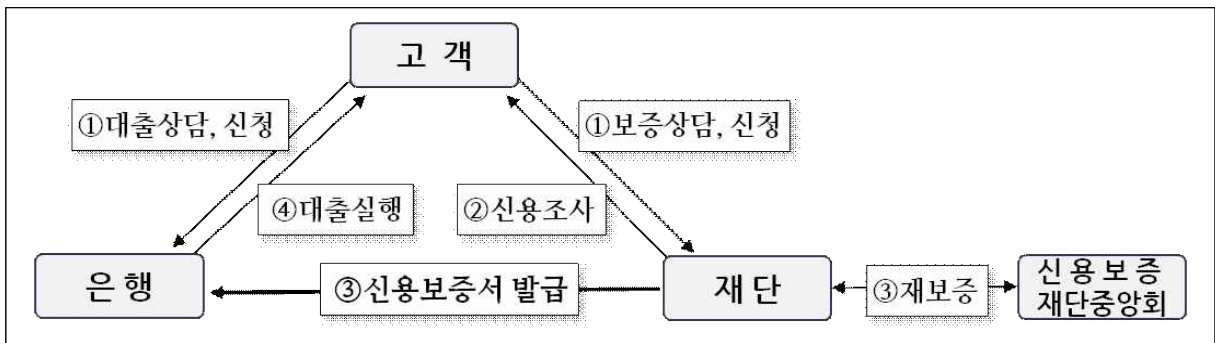 고 객
①대출상담, 신청
①보증상담, 신청
④대출실행
②신용조사
은 행
③신용보증서 발급
재 단
③재보증
신 용 보 증
재단중앙회